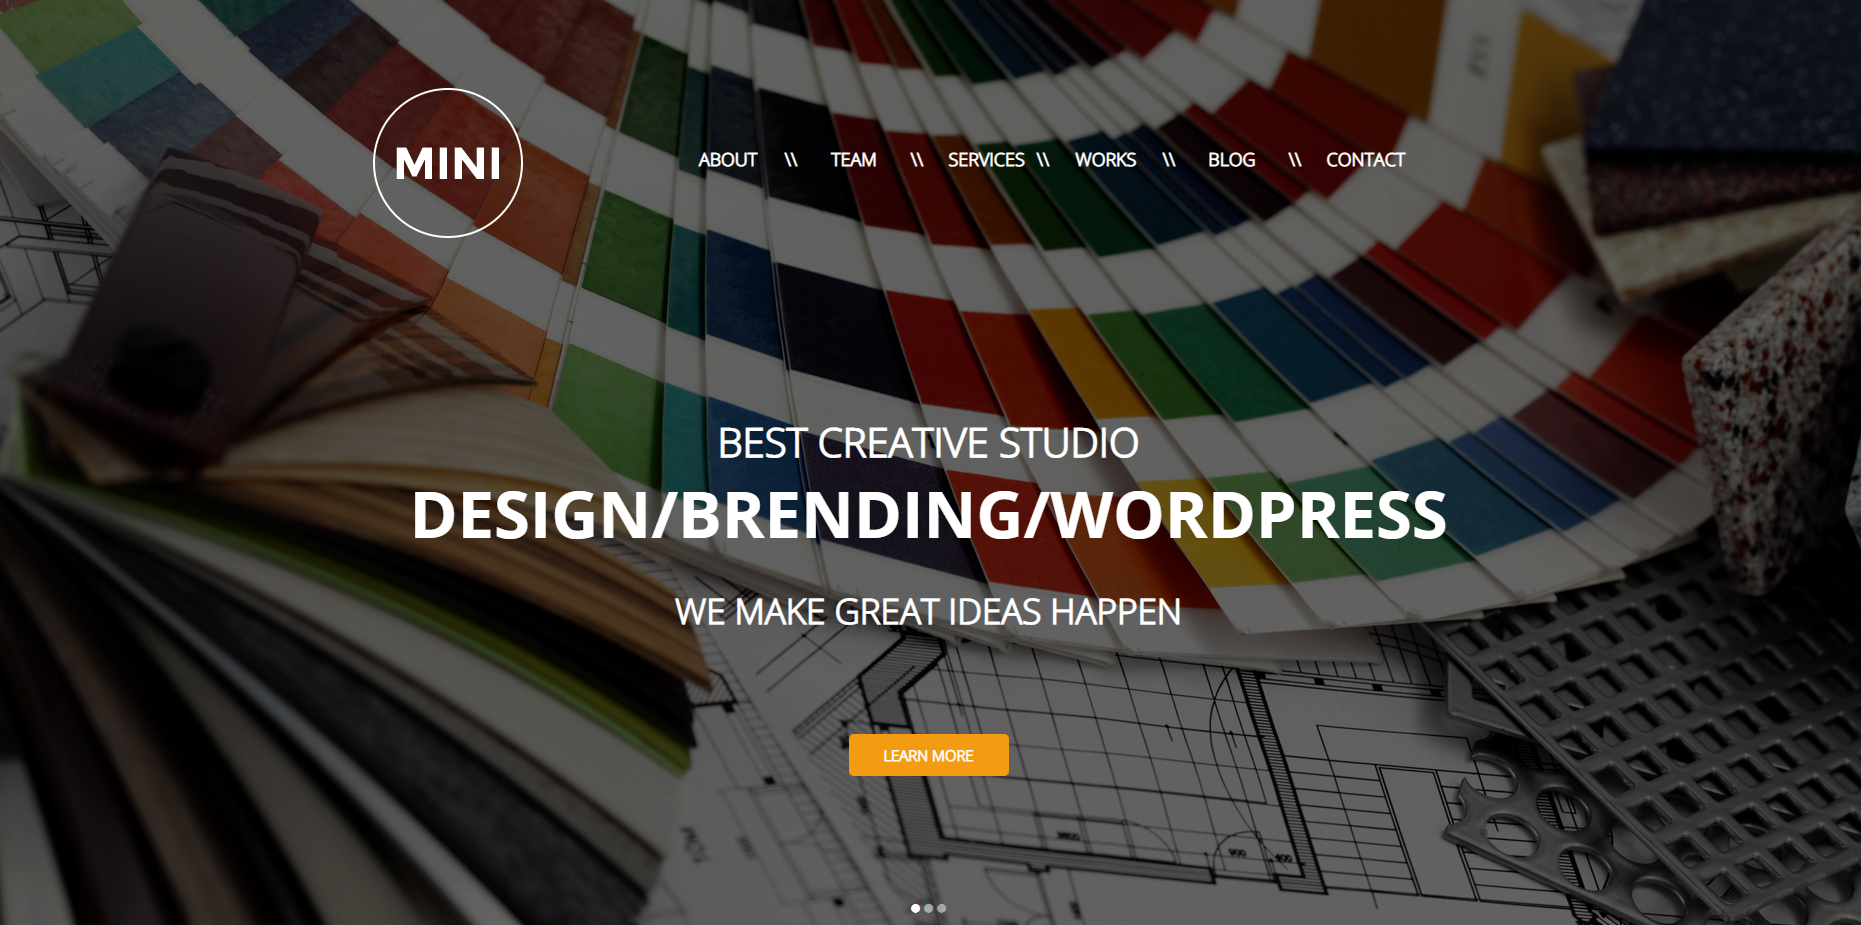 MINI
ABOUT \\ TEAM \\ SERVICES \\ WORKS \\ BLOG \\ CONTACT
BEST CREATIVE STUDIO
DESIGN/BRENDING/WORDPRESS
WE MAKE GREAT IDEAS HAPPEN
LEARN MORE